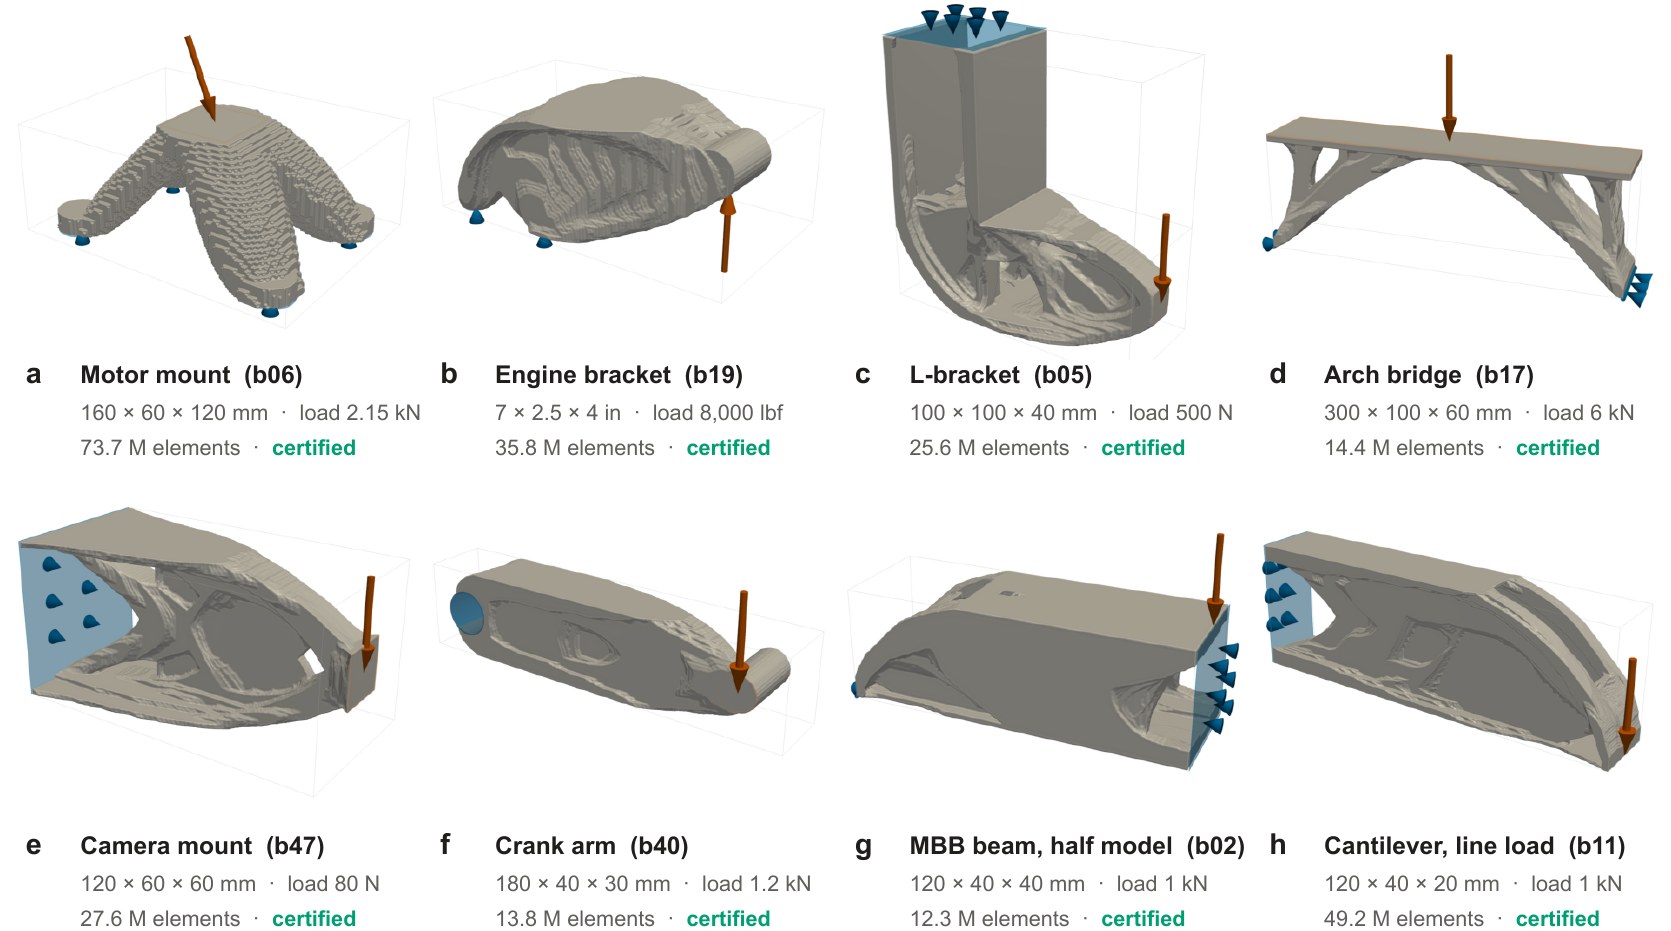 a Motor mount (b06)
160 × 60 × 120 mm · load 2.15 kN
73.7 M elements · certified
b Engine bracket (b19)
7 × 2.5 × 4 in · load 8,000 lbf
35.8 M elements · certified
c L-bracket (b05)
100 × 100 × 40 mm · load 500 N
25.6 M elements · certified
d Arch bridge (b17)
300 × 100 × 60 mm · load 6 kN
14.4 M elements · certified
e Camera mount (b47)
120 × 60 × 60 mm · load 80 N
27.6 M elements · certified
f Crank arm (b40)
180 × 40 × 30 mm · load 1.2 kN
13.8 M elements · certified
g MBB beam, half model (b02)
120 × 40 × 40 mm · load 1 kN
12.3 M elements · certified
h Cantilever, line load (b11)
120 × 40 × 20 mm · load 1 kN
49.2 M elements · certified